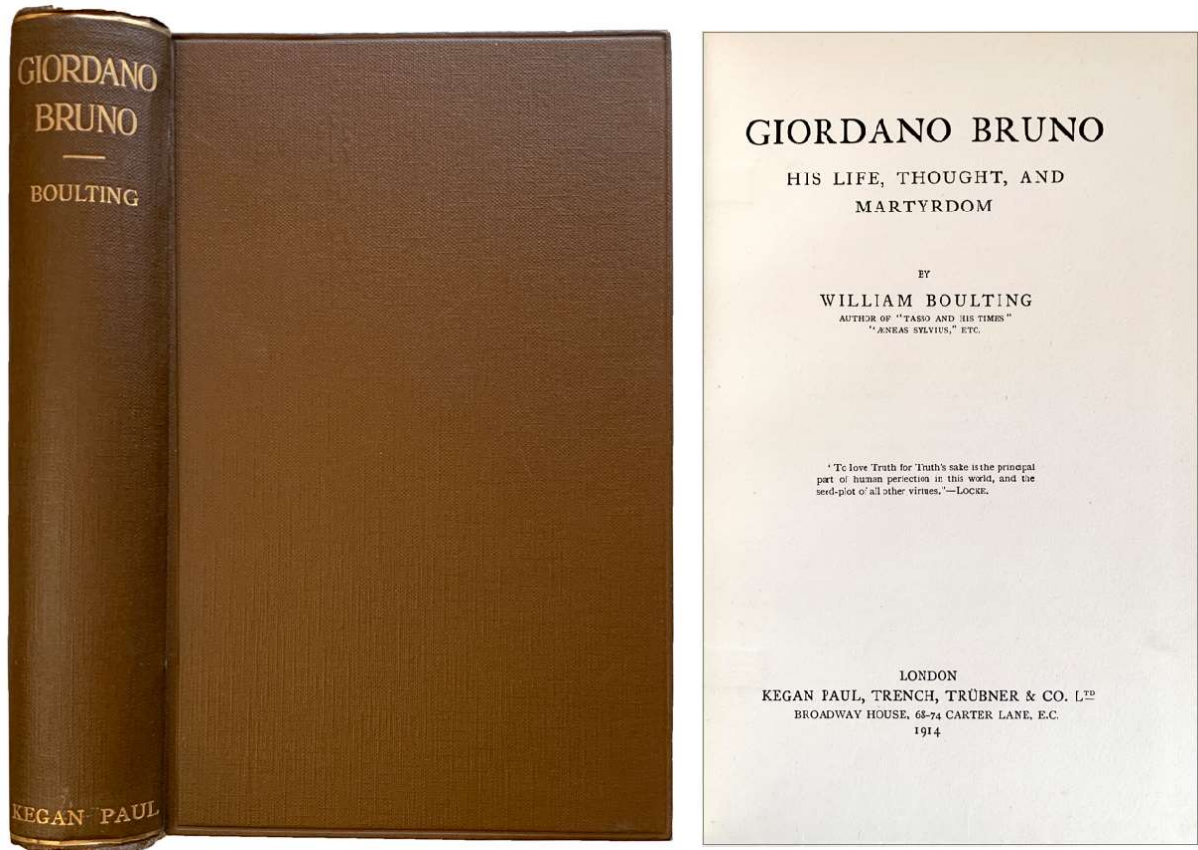 GIORDANO
BRUNO
BOULTING
KEGAN PAUL
GIORDANO BRUNO
HIS LIFE, THOUGHT, AND
MARTYRDOM
BY
WILLIAM BOULTING
AUTHOR OF "TASSO AND HIS TIMES"
"ÆNEAS SYLVIUS," ETC.
' To love Truth for Truth's sake is the principal
part of human perfection in this world, and the
seed-plot of all other virtues."—LOCKE.
LONDON
KEGAN PAUL, TRENCH, TRÜBNER & CO. LTD
BROADWAY HOUSE, 68-74 CARTER LANE, E.C.
1914